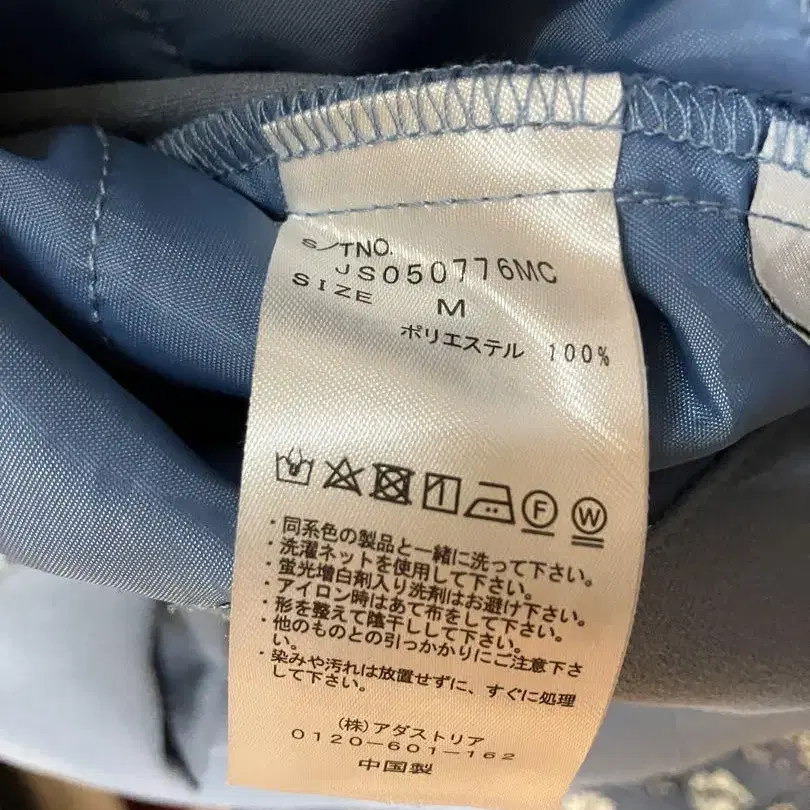 S/TNO.
JS050776MC
SIZE M
ポリエステル 100%
F W
・同系色の製品と一緒に洗って下さい。
・洗濯ネットを使用して下さい。
・蛍光増白剤入り洗剤はお避け下さい。
・アイロン時はあて布をして下さい。
・形を整えて陰干しして下さい。
・他のものとの引っかかりにご注意下さ
い。
・染みや汚れは放置せずに、すぐに処理
して下さい。
(株)アダストリア
0120-601-162
中国製